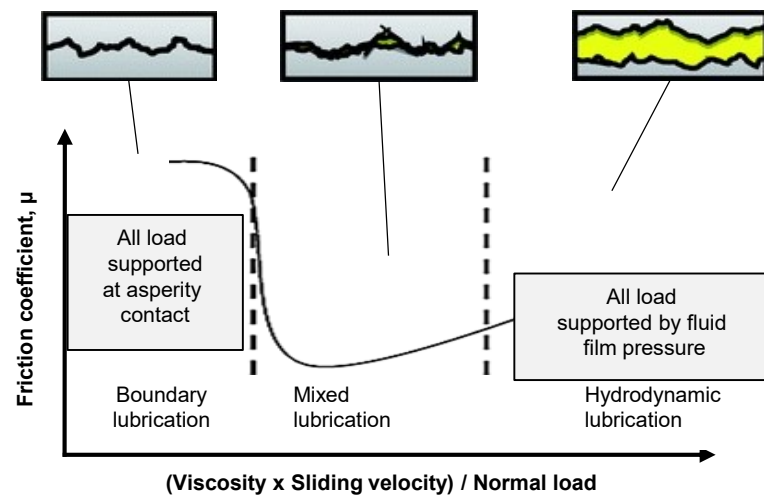 Friction coefficient, μ
All load
supported
at asperity
contact
All load
supported by fluid
film pressure
Boundary
lubrication
Mixed
lubrication
Hydrodynamic
lubrication
(Viscosity x Sliding velocity) / Normal load